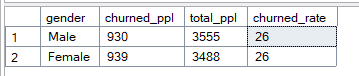 gender churned_ppl total_ppl churned_rate
1 Male 930 3555 26
2 Female 939 3488 26